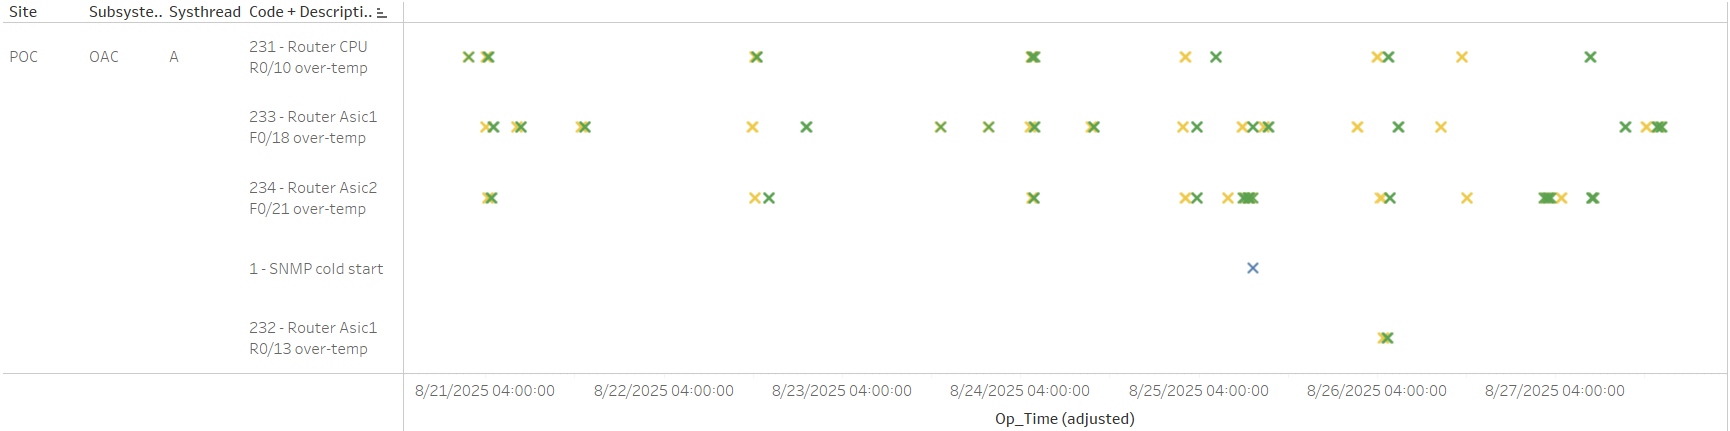 Site Subsyste.. Systhread Code + Descripti..
POC OAC A 231 - Router CPU
R0/10 over-temp
233 - Router Asic1
F0/18 over-temp
234 - Router Asic2
F0/21 over-temp
1 - SNMP cold start
232 - Router Asic1
R0/13 over-temp
8/21/2025 04:00:00 8/22/2025 04:00:00 8/23/2025 04:00:00 8/24/2025 04:00:00 8/25/2025 04:00:00 8/26/2025 04:00:00 8/27/2025 04:00:00
Op_Time (adjusted)